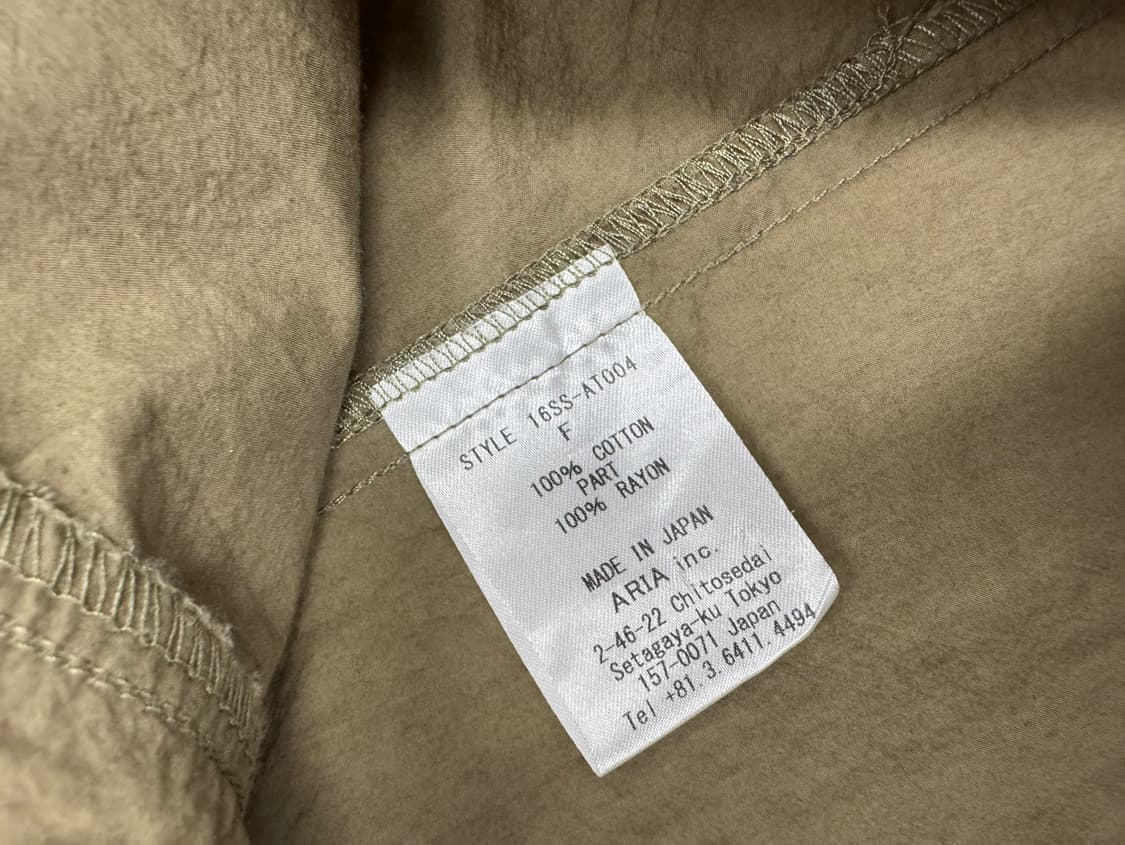 STYLE 16SS-AT004
F
100% COTTON
PART
100% RAYON
MADE IN JAPAN
ARIA inc.
2-46-22 Chitosedai
Setagaya-ku Tokyo
157-0071 Japan
Tel +81.3.6411.4494